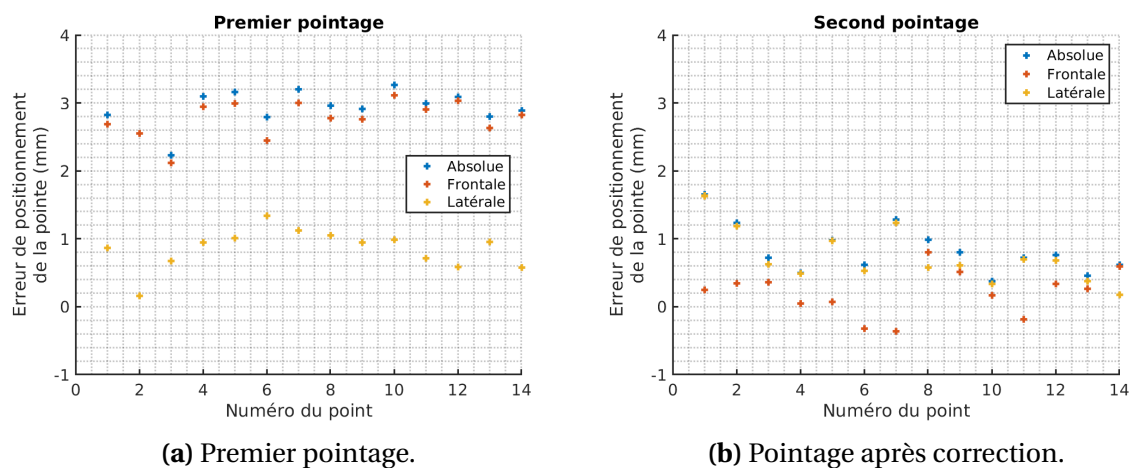 Premier pointage
4
3
2
1
0
-1
Erreur de positionnement
de la pointe (mm)
Absolue
Frontale
Latérale
0 2 4 6 8 10 12 14
Numéro du point
(a) Premier pointage.
Second pointage
4
3
2
1
0
-1
Erreur de positionnement
de la pointe (mm)
Absolue
Frontale
Latérale
0 2 4 6 8 10 12 14
Numéro du point
(b) Pointage après correction.